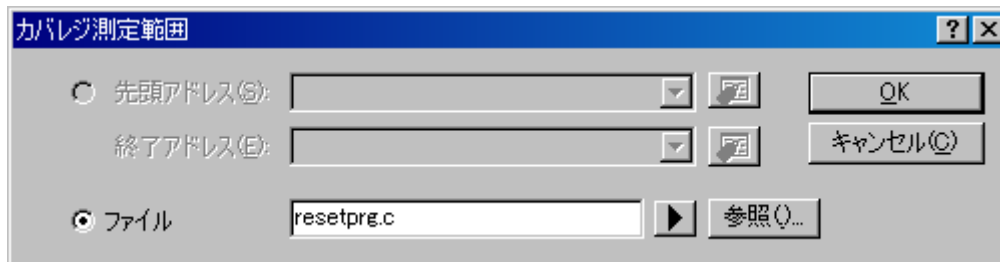 カバレジ測定範囲
先頭アドレス(S):
OK
終了アドレス(E):
キャンセル(C)
ファイル
resetprg.c
参照()...